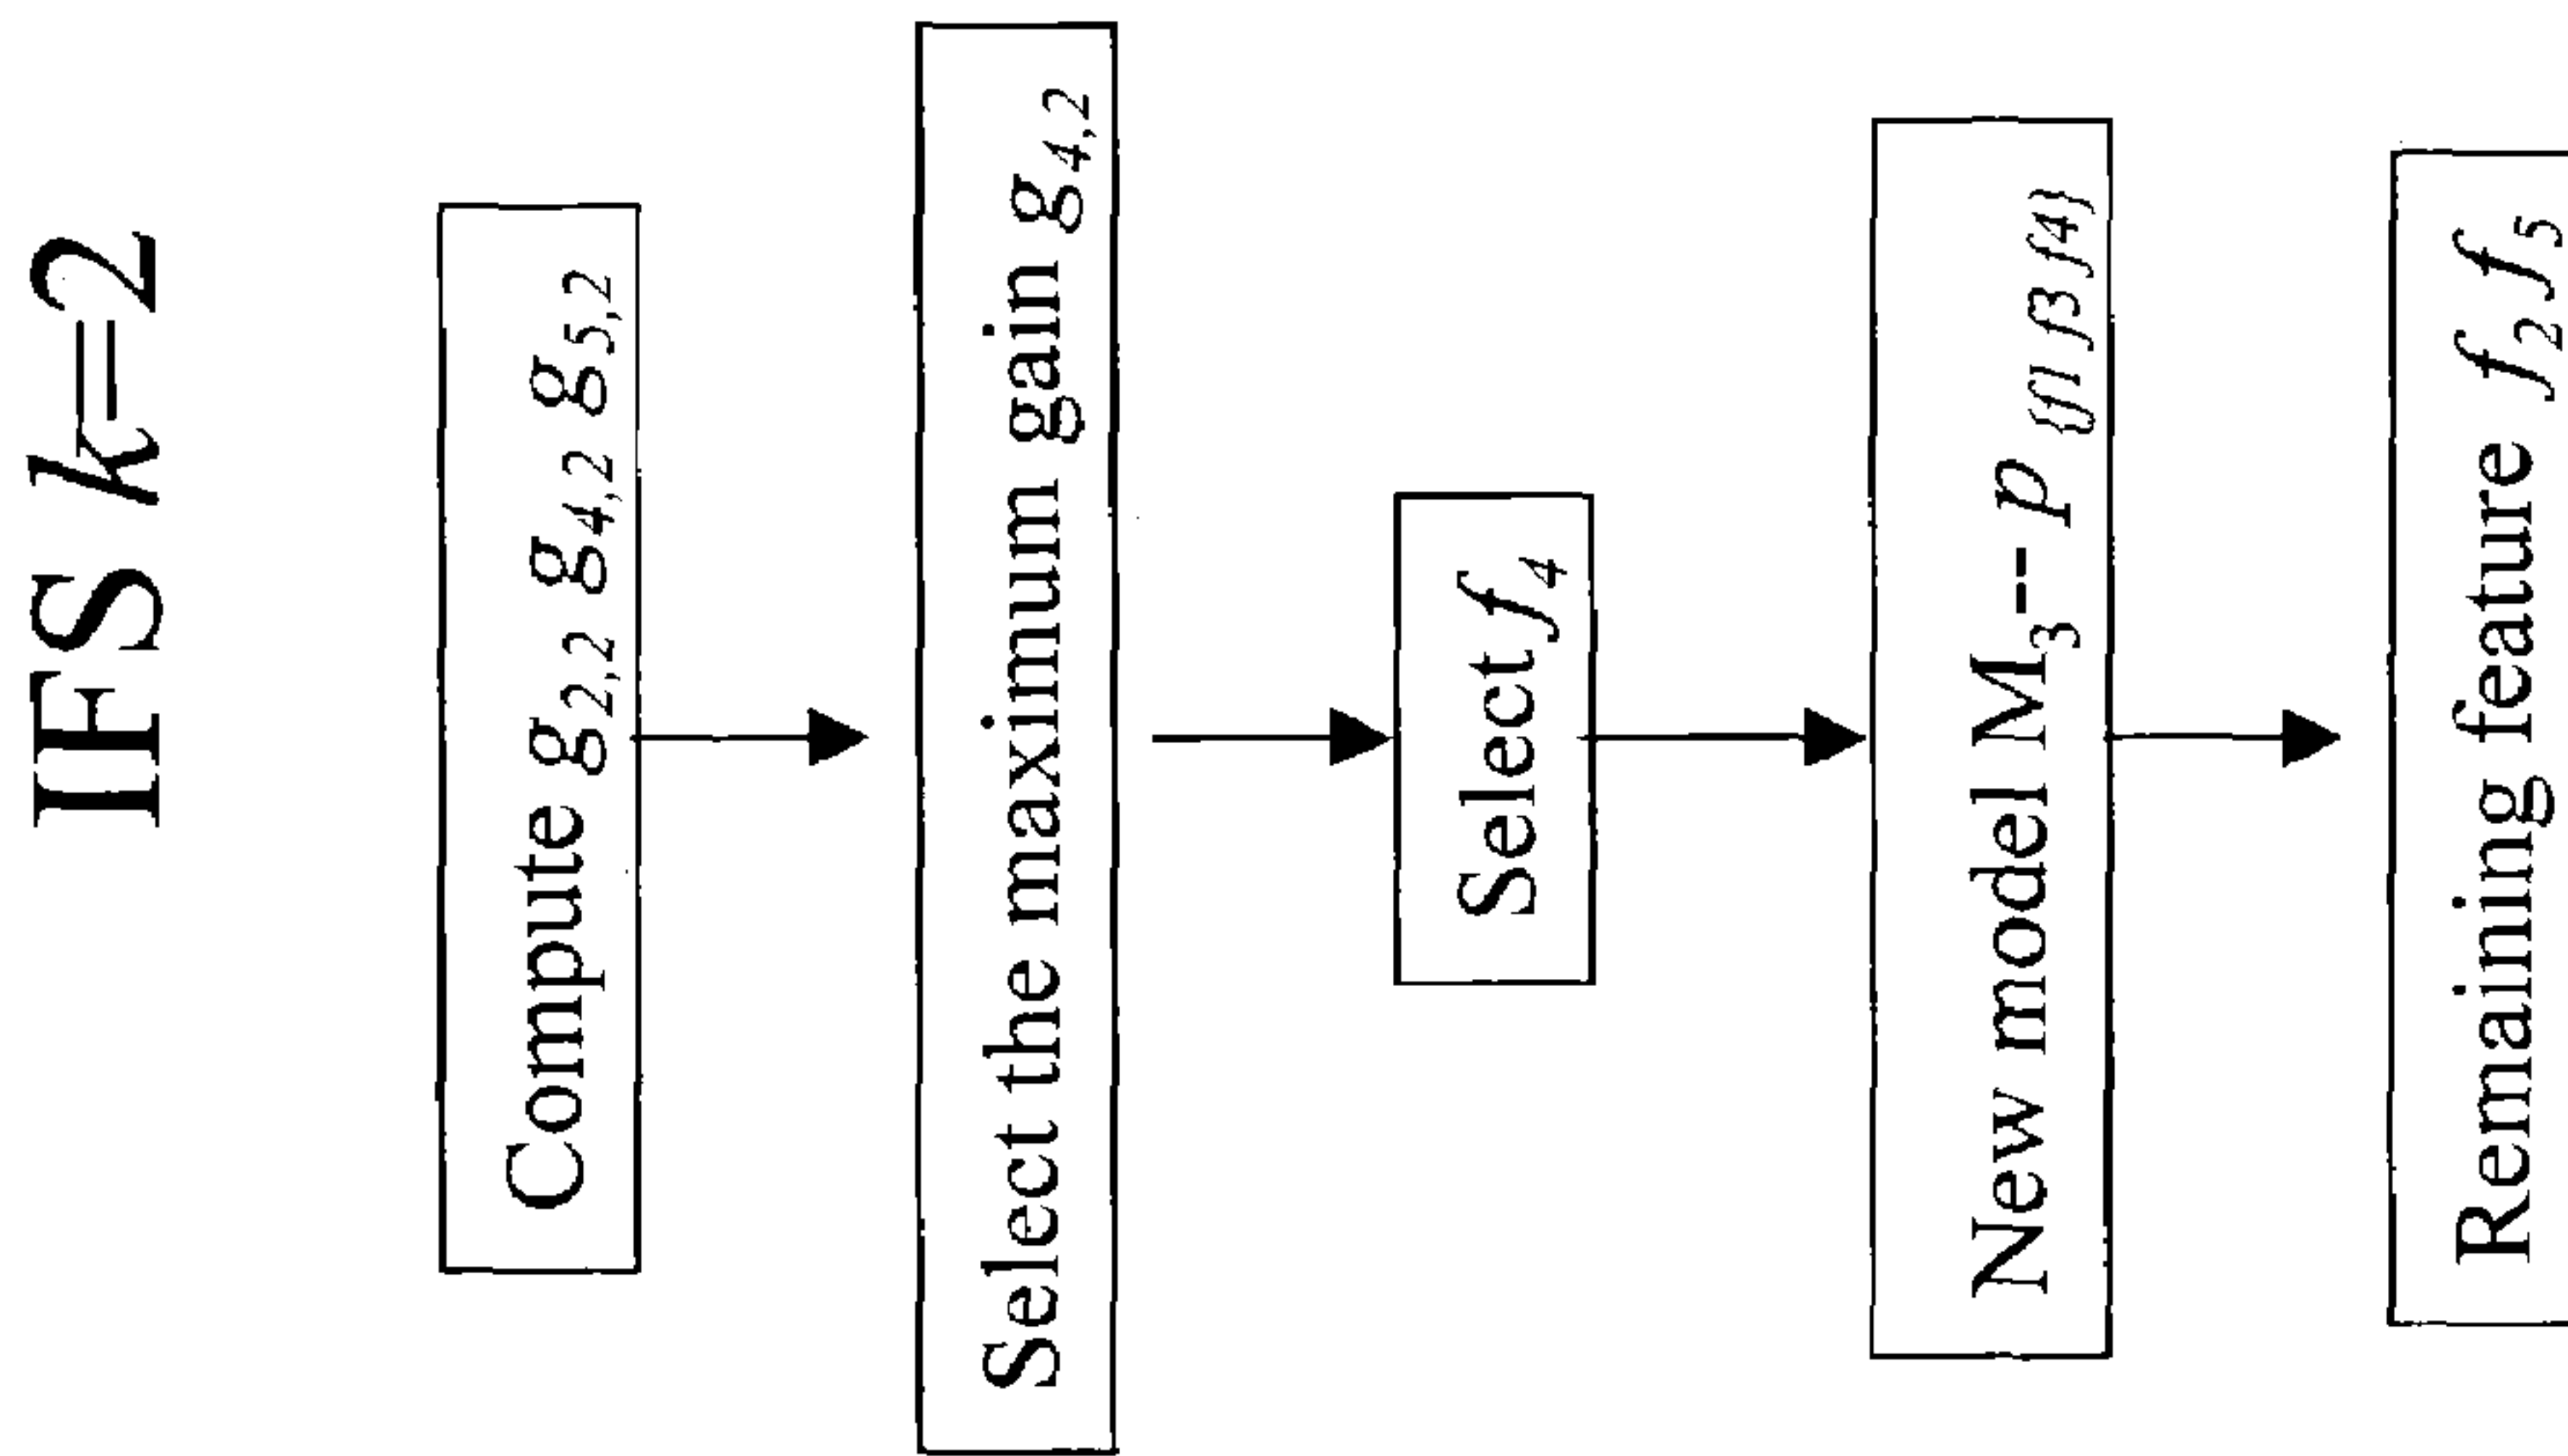 IFS k=2
Compute g2,2 g4,2 g5,2
Select the maximum gain g4,2
Select f4
New model M3-- p {f1 f3 f4}
Remaining feature f2 f5